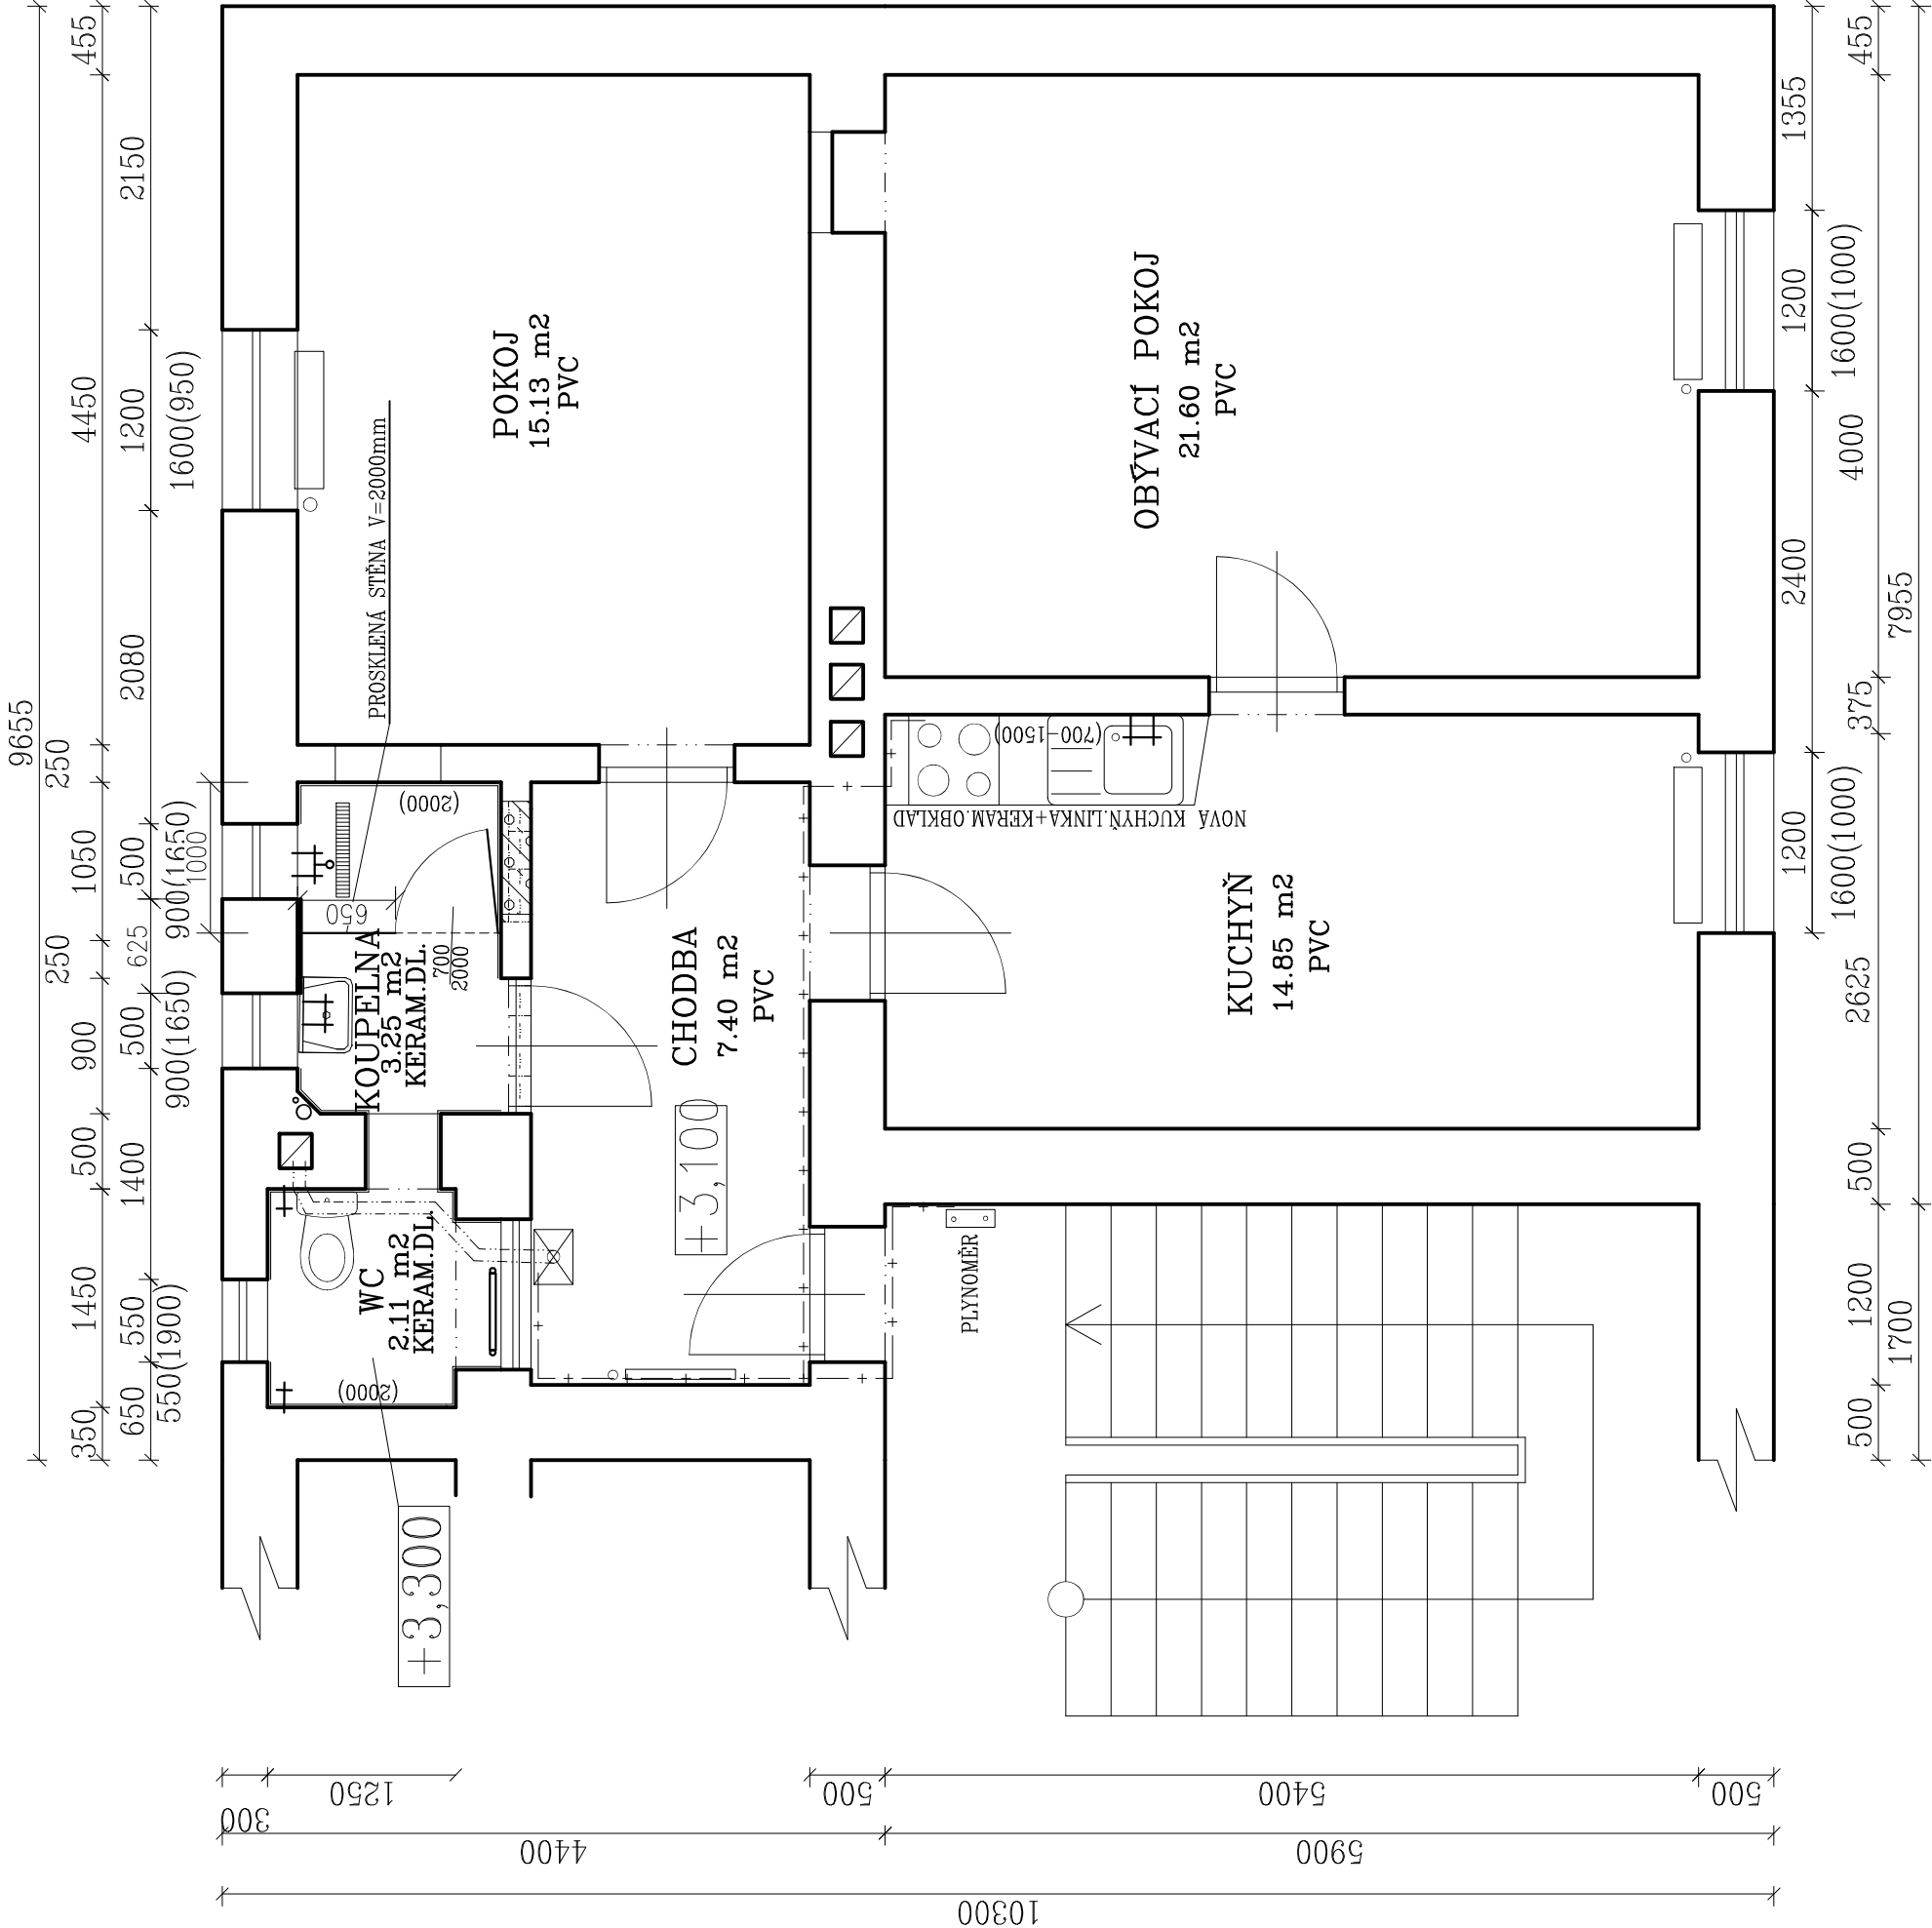 9655
455
4450
250
1050
250
900
500
1450
350
2150
1200
1600(950)
2080
500
900(1650)
1000
625
500
900(1650)
1400
550
550(1900)
650
POKOJ
15.13 m2
PVC
PROSKLENÁ STĚNA V=2000mm
OBÝVACÍ POKOJ
21.60 m2
PVC
(2000)
650
700
2000
KOUPELNA
3.25 m2
KERAM.DL.
CHODBA
7.40 m2
PVC
+3,100
KUCHYŇ
14.85 m2
PVC
(700-1500)
NOVÁ KUCHYŇ.LINKA+KERAM.OBKLAD
WC
2.11 m2
KERAM.DL.
(2000)
+3,300
PLYNOMĚR
1355
1200
1600(1000)
2400
1200
1600(1000)
455
4000
375
2625
500
1200
500
7955
1700
300
1250
500
5400
500
4400
5900
10300